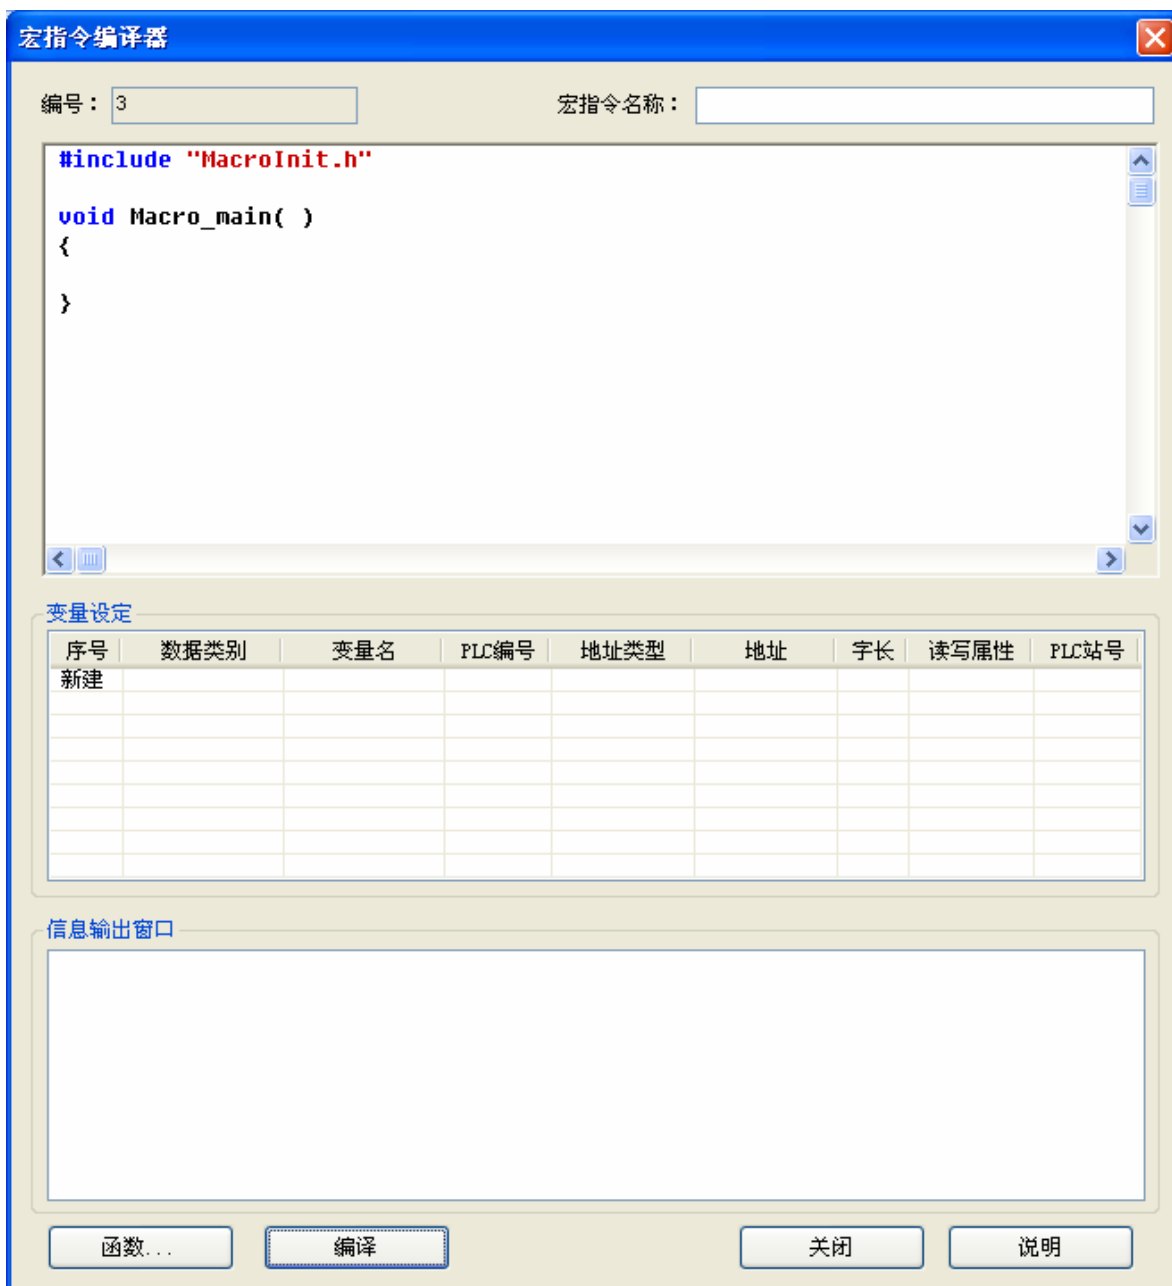 宏指令编译器
编号： 3 宏指令名称：
#include "MacroInit.h"
void Macro_main( )
{
}
变量设定
序号 数据类别 变量名 PLC编号 地址类型 地址 字长 读写属性 PLC站号
新建
信息输出窗口
函数... 编译 关闭 说明